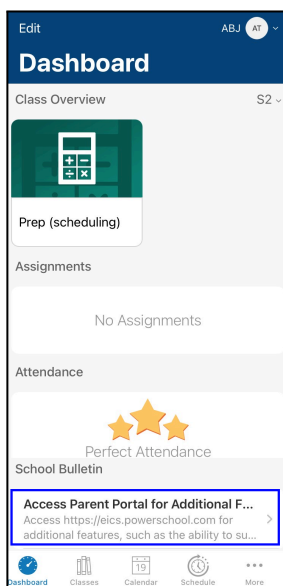 Edit ABJ AT
Dashboard
Class Overview S2
+ −
÷ ×
Prep (scheduling)
Assignments
No Assignments
Attendance
Perfect Attendance
School Bulletin
Access Parent Portal for Additional F...
Access https://eics.powerschool.com for
additional features, such as the ability to su...
19
Dashboard Classes Calendar Schedule More